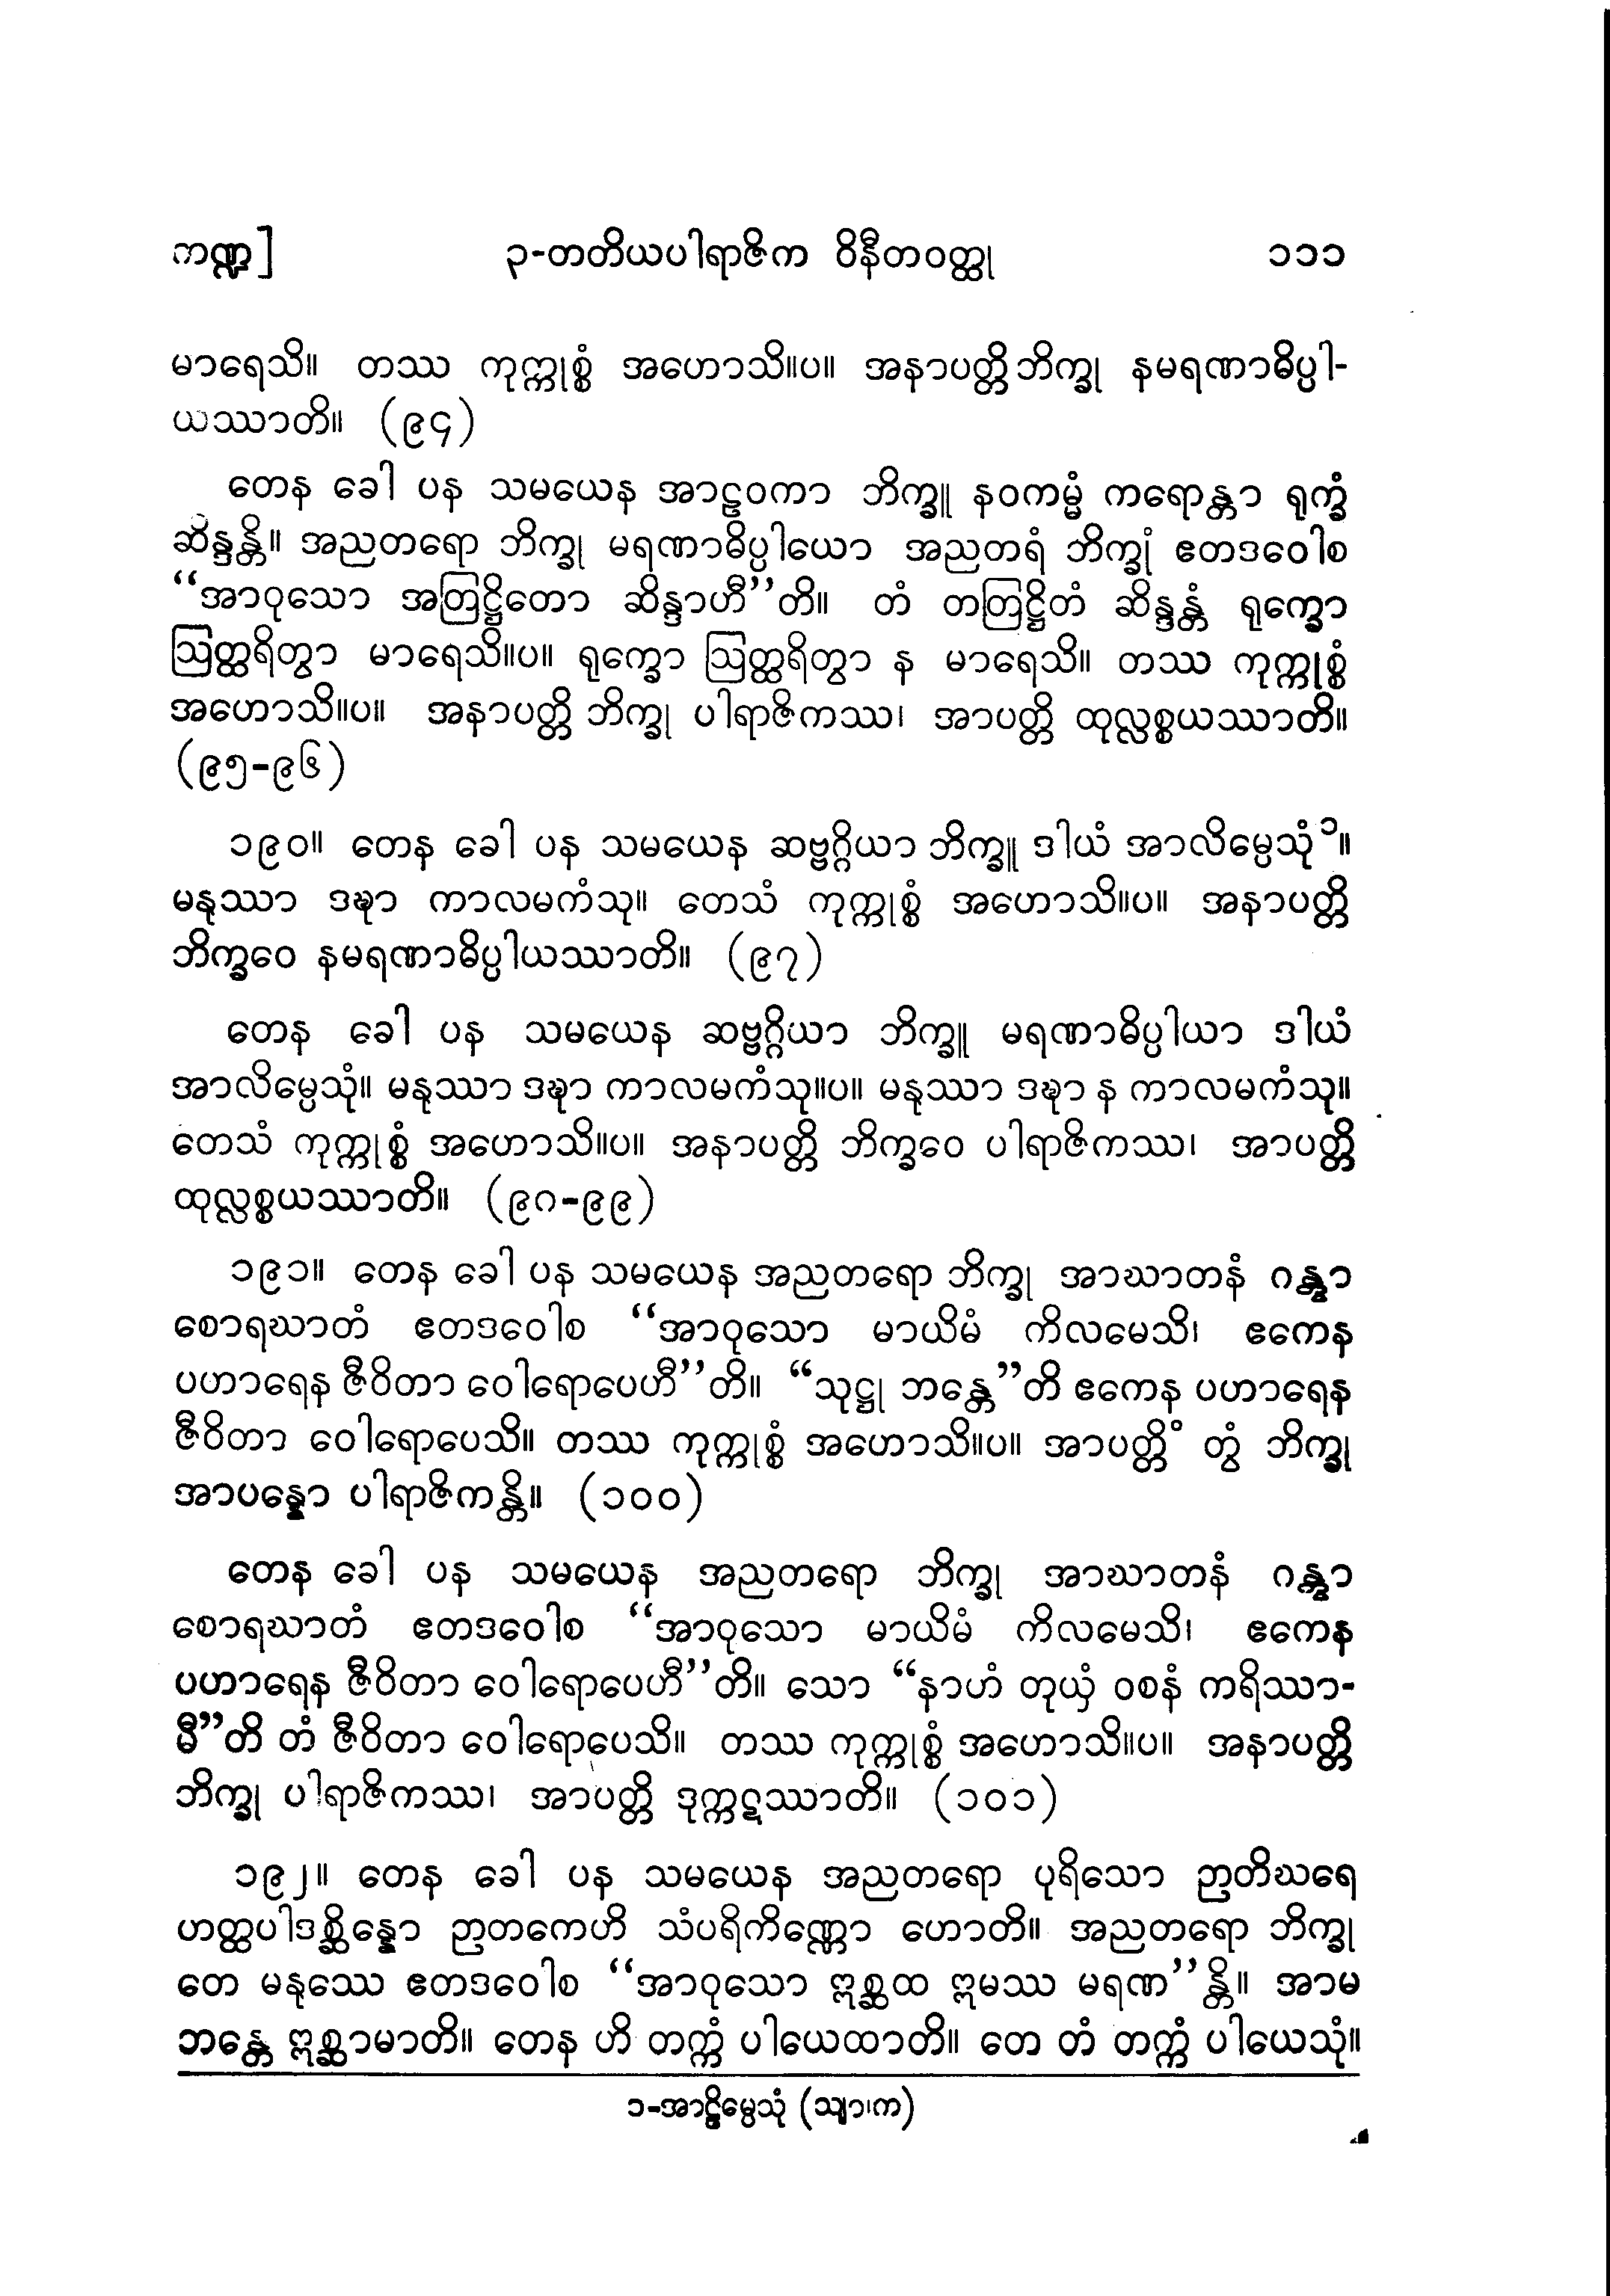 ကဏ္ဍ] ၃-တတိယပါရာဇိက ဝိနီတဝတ္ထု ၁၁၁
မာရေသိ။ တဿ ကုက္ကုစ္စံ အဟောသိ။ပ။ အနာပတ္တိ ဘိက္ခု နမရဏာဓိပ္ပါ-
ယဿာတိ။ (၉၄)
တေန ခေါ ပန သမယေန အာဠဝကာ ဘိက္ခူ နဝကမ္မံ ကရောန္တာ ရုက္ခံ
ဆိန္ဒန္တိ။ အညတရော ဘိက္ခု မရဏာဓိပ္ပါယော အညတရံ ဘိက္ခုံ ဧတဒဝေါစ
“အာဝုသော အတြဋ္ဌိတော ဆိန္ဒာဟီ”တိ။ တံ တတြဋ္ဌိတံ ဆိန္ဒန္တံ ရုက္ခော
ဩတ္ထရိတွာ မာရေသိ။ပ။ ရုက္ခော ဩတ္ထရိတွာ န မာရေသိ။ တဿ ကုက္ကုစ္စံ
အဟောသိ။ပ။ အနာပတ္တိ ဘိက္ခု ပါရာဇိကဿ၊ အာပတ္တိ ထုလ္လစ္စယဿာတိ။
(၉၅-၉၆)
၁၉၀။ တေန ခေါ ပန သမယေန ဆဗ္ဗဂ္ဂိယာ ဘိက္ခူ ဒါယံ အာလိမ္ပေသုံ ၁။
မနုဿာ ဒဍ္ဎာ ကာလမကံသု။ တေသံ ကုက္ကုစ္စံ အဟောသိ။ပ။ အနာပတ္တိ
ဘိက္ခဝေ နမရဏာဓိပ္ပါယဿာတိ။ (၉၇)
တေန ခေါ ပန သမယေန ဆဗ္ဗဂ္ဂိယာ ဘိက္ခူ မရဏာဓိပ္ပါယာ ဒါယံ
အာလိမ္ပေသုံ။ မနုဿာ ဒဍ္ဎာ ကာလမကံသု။ပ။ မနုဿာ ဒဍ္ဎာ န ကာလမကံသု။
တေသံ ကုက္ကုစ္စံ အဟောသိ။ပ။ အနာပတ္တိ ဘိက္ခဝေ ပါရာဇိကဿ၊ အာပတ္တိ
ထုလ္လစ္စယဿာတိ။ (၉၈-၉၉)
၁၉၁။ တေန ခေါ ပန သမယေန အညတရော ဘိက္ခု အာဃာတနံ ဂန္တွာ
စောရဃာတံ ဧတဒဝေါစ “အာဝုသော မာယိမံ ကိလမေသိ၊ ဧကေန
ပဟာရေန ဇီဝိတာ ဝေါရောပေဟီ”တိ။ “သုဋ္ဌု ဘန္တေ”တိ ဧကေန ပဟာရေန
ဇီဝိတာ ဝေါရောပေသိ။ တဿ ကုက္ကုစ္စံ အဟောသိ။ပ။ အာပတ္တိံ တွံ ဘိက္ခု
အာပန္နော ပါရာဇိကန္တိ။ (၁၀၀)
တေန ခေါ ပန သမယေန အညတရော ဘိက္ခု အာဃာတနံ ဂန္တွာ
စောရဃာတံ ဧတဒဝေါစ “အာဝုသော မာယိမံ ကိလမေသိ၊ ဧကေန
ပဟာရေန ဇီဝိတာ ဝေါရောပေဟီ”တိ။ သော “နာဟံ တုယှံ ဝစနံ ကရိဿာ-
မီ”တိ တံ ဇီဝိတာ ဝေါရောပေသိ။ တဿ ကုက္ကုစ္စံ အဟောသိ။ပ။ အနာပတ္တိ
ဘိက္ခု ပါရာဇိကဿ၊ အာပတ္တိ ဒုက္ကဋဿာတိ။ (၁၀၁)
၁၉၂။ တေန ခေါ ပန သမယေန အညတရော ပုရိသော ဉာတိဃရေ
ဟတ္ထပါဒစ္ဆိန္နော ဉာတကေဟိ သံပရိကိဏ္ဏော ဟောတိ။ အညတရော ဘိက္ခု
တေ မနုဿေ ဧတဒဝေါစ “အာဝုသော ဣစ္ဆထ ဣမဿ မရဏ”န္တိ။ အာမ
ဘန္တေ ဣစ္ဆာမာတိ။ တေန ဟိ တက္ကံ ပါယေထာတိ။ တေ တံ တက္ကံ ပါယေသုံ။
၁-အာဠိမ္ပေသုံ (သျာ၊က)